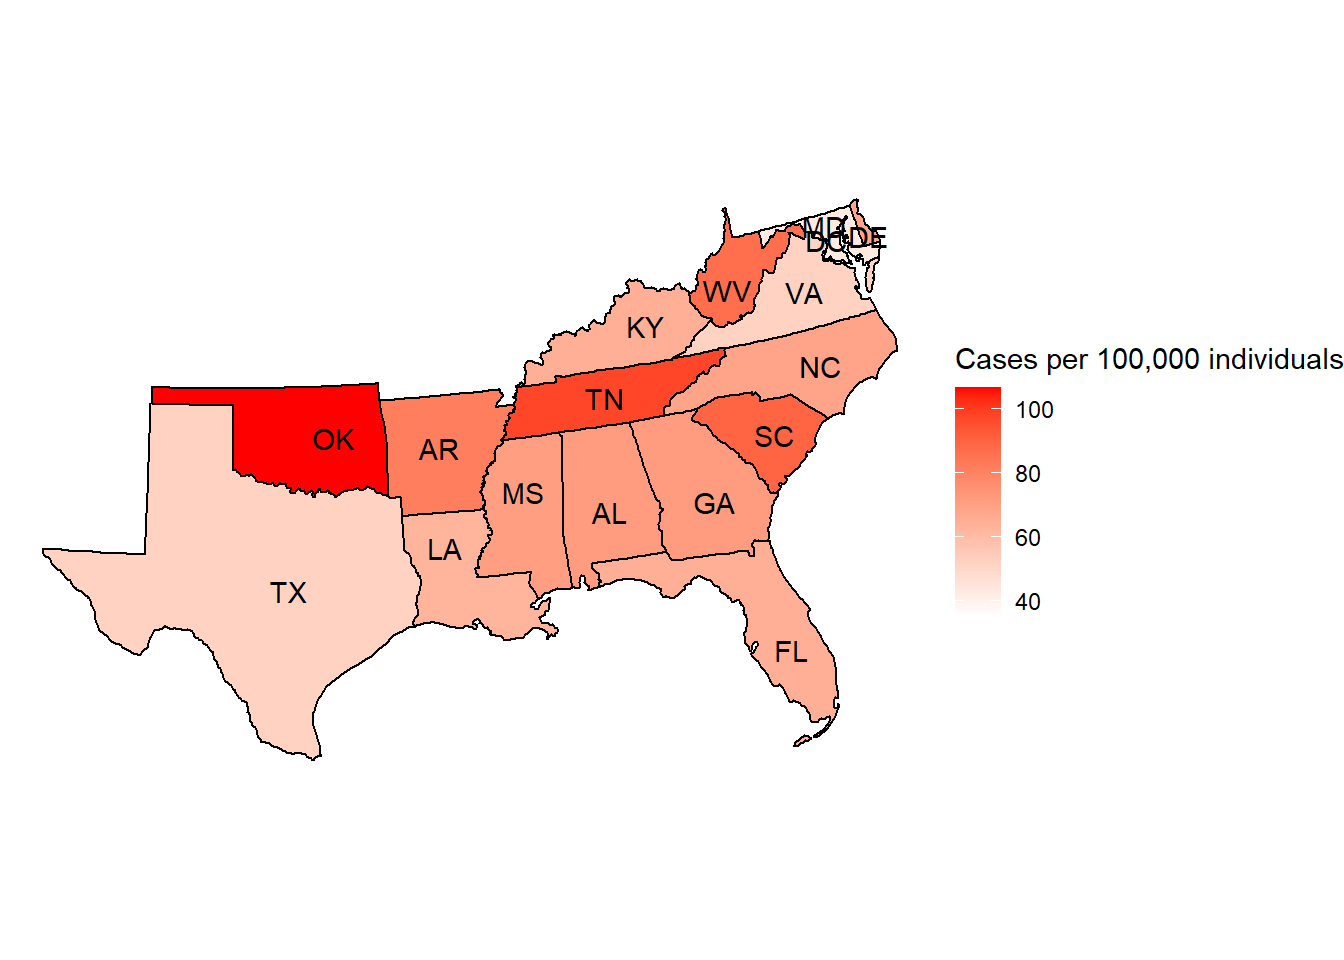 MD
DC
DE
WV
VA
KY
NC
TN
OK
AR
SC
MS
AL
GA
LA
TX
FL
Cases per 100,000 individuals
100
80
60
40